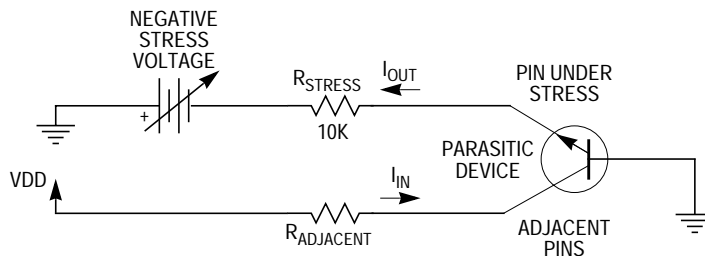 NEGATIVE
STRESS
VOLTAGE
+
RSTRESS
10K
IOUT
PIN UNDER
STRESS
PARASITIC
DEVICE
VDD
IIN
RADJACENT
ADJACENT
PINS